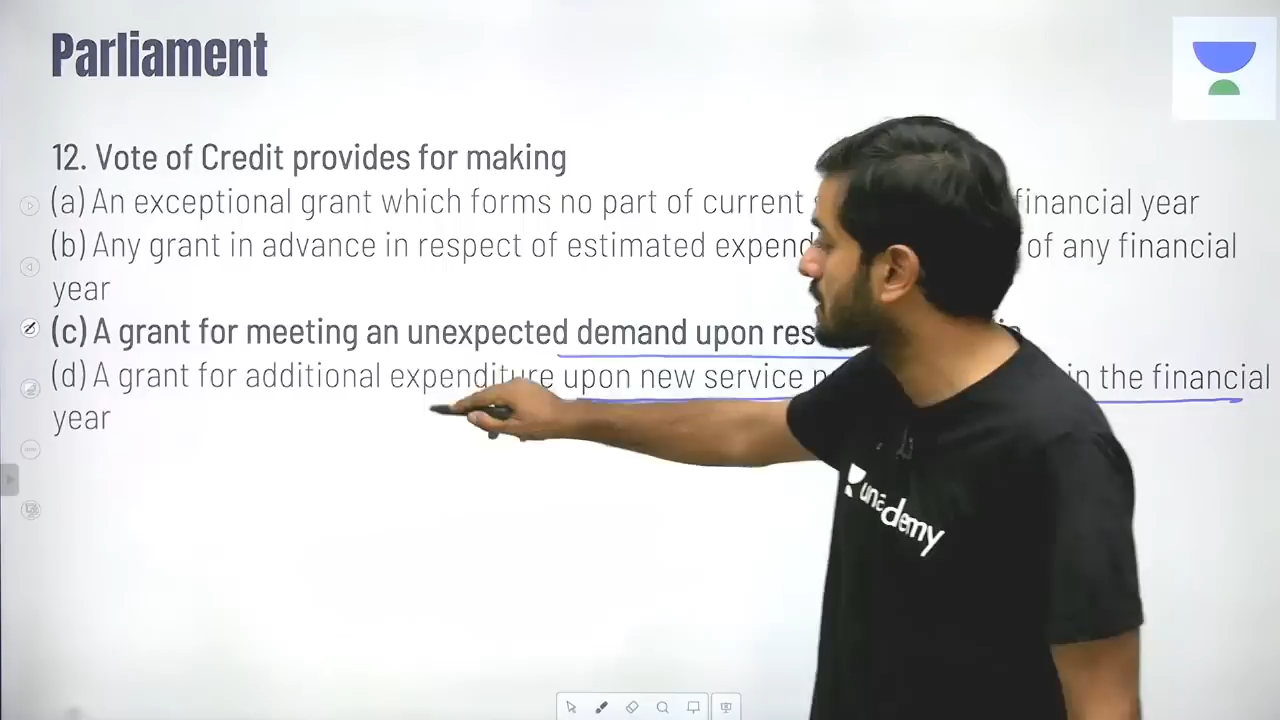 Parliament
12. Vote of Credit provides for making
(a) An exceptional grant which forms no part of current financial year
(b) Any grant in advance in respect of estimated of any financial
year
(c) A grant for meeting an unexpected demand upon
(d) A grant for additional expenditure upon new service in the financial
year
unacademy